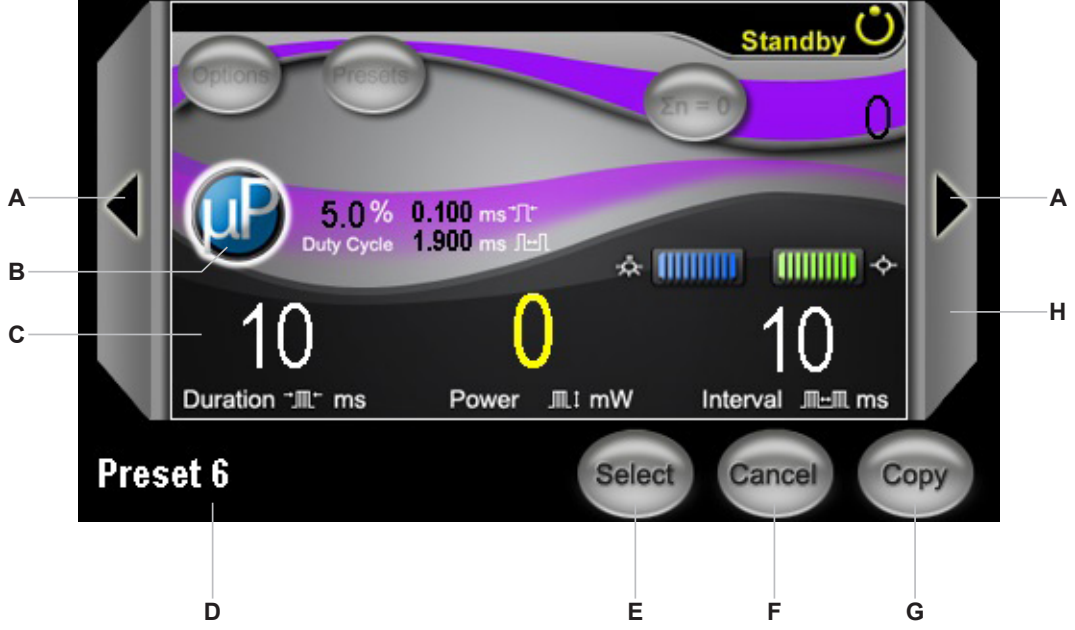 Standby
Options
Presets
Σn = 0
0
A
A
µP
5.0 % 0.100 ms
Duty Cycle 1.900 ms
B
H
C
10 0 10
Duration ms Power mW Interval ms
Preset 6
Select
Cancel
Copy
D
E
F
G